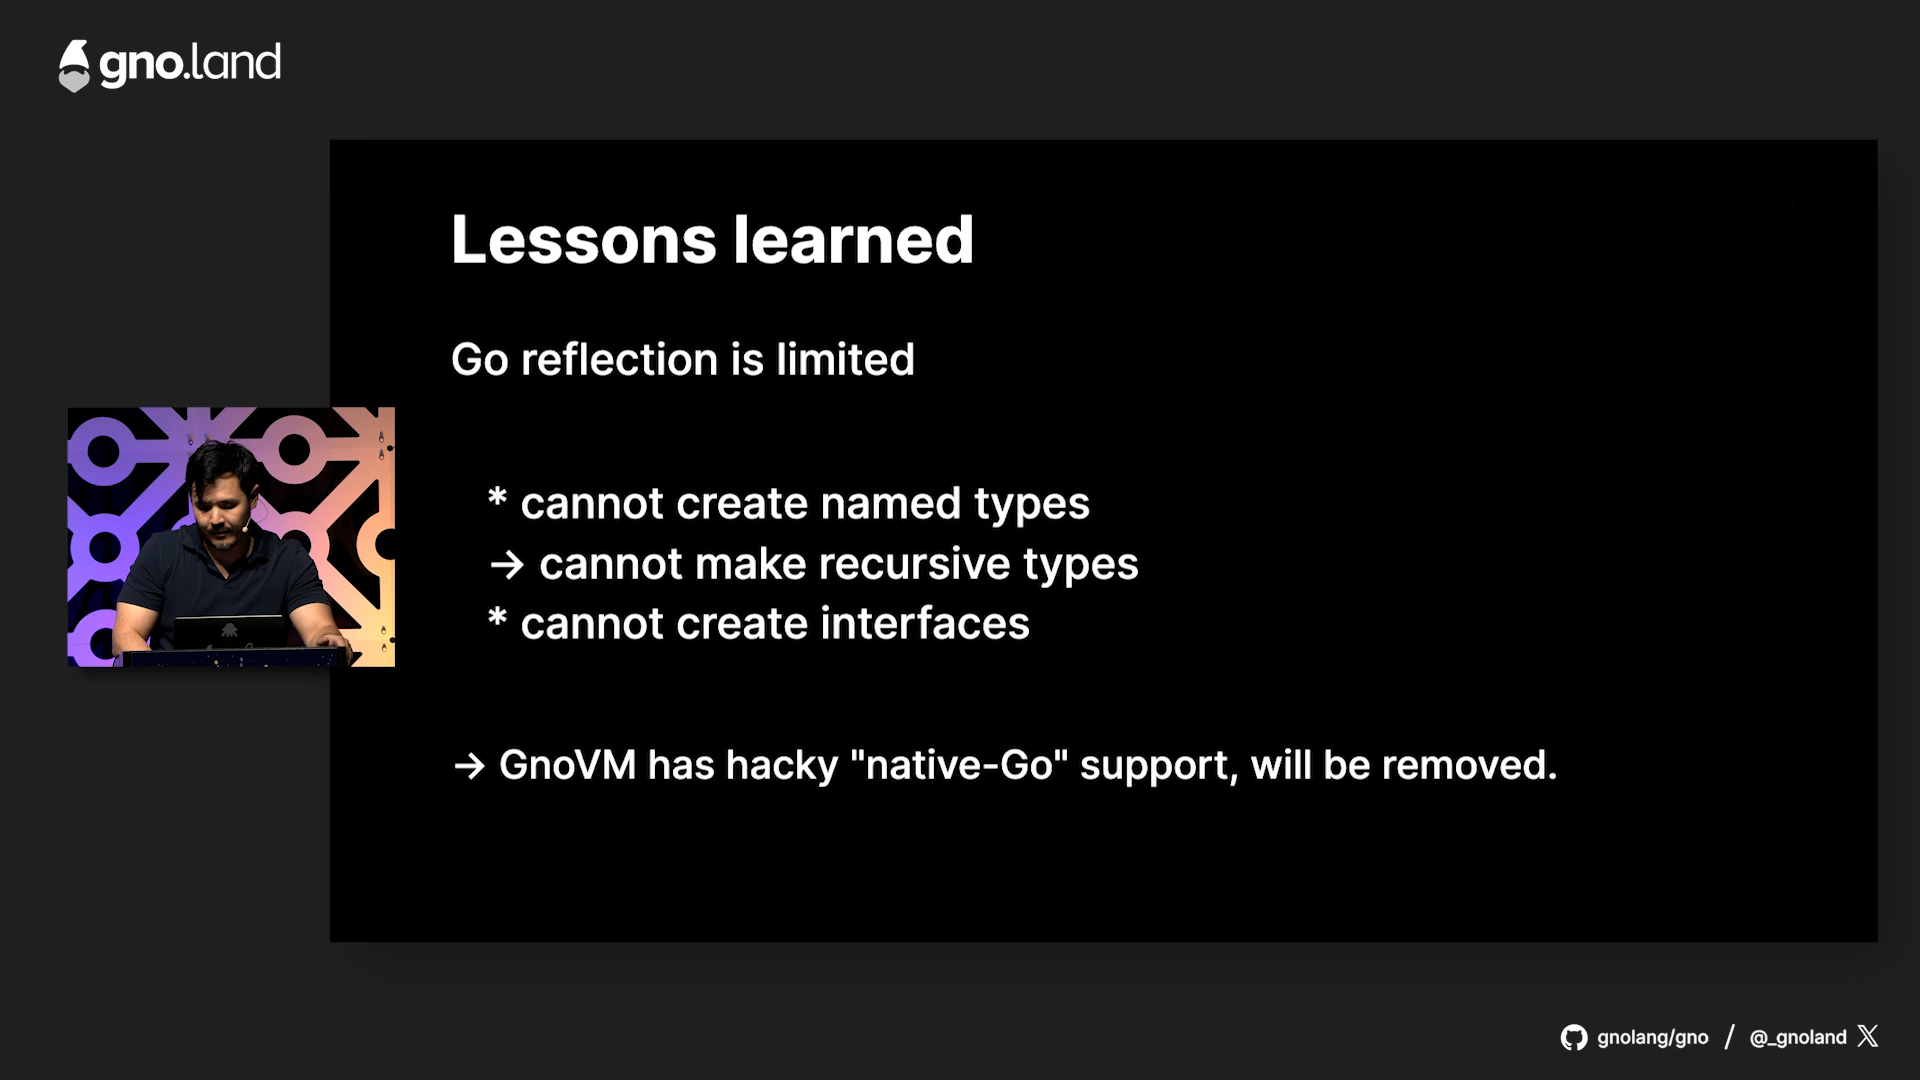 gno.land
Lessons learned
Go reflection is limited
* cannot create named types
→ cannot make recursive types
* cannot create interfaces
→ GnoVM has hacky "native-Go" support, will be removed.
gnolang/gno / @_gnoland X